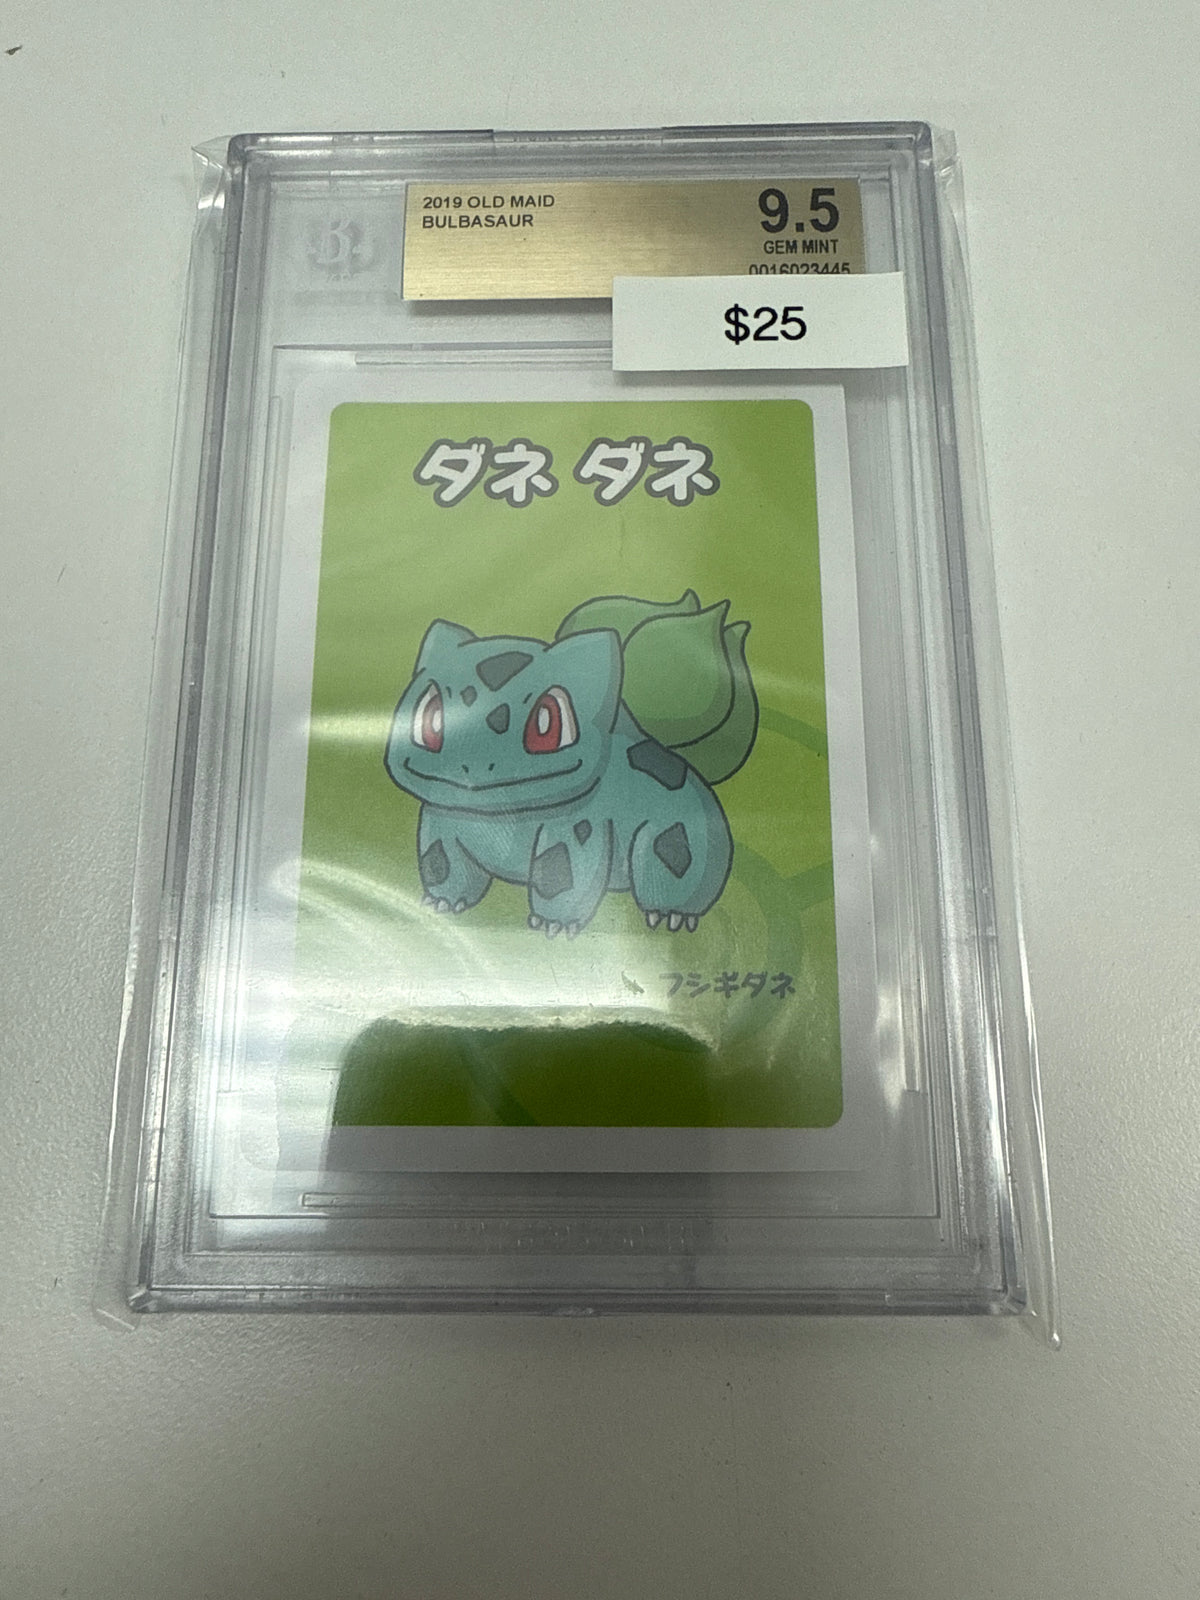 2019 OLD MAID
BULBASAUR
9.5
GEM MINT
0016023445
$25
ダネ ダネ
フシギダネ